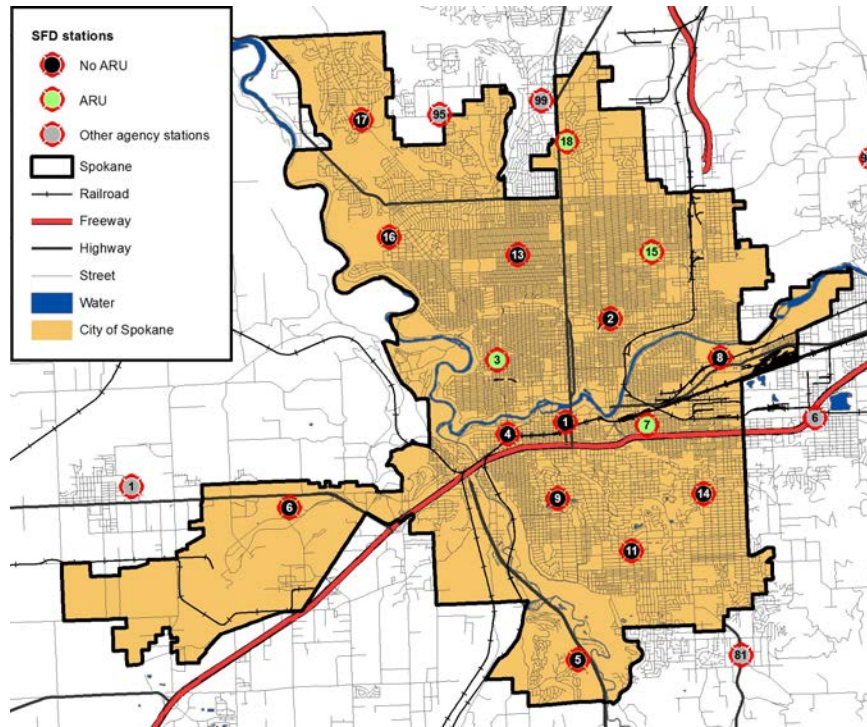 SFD stations
No ARU
ARU
Other agency stations
Spokane
Railroad
Freeway
Highway
Street
Water
City of Spokane
99
95
17
18
16
15
13
2
8
3
6
1
7
4
1
14
9
6
11
81
5